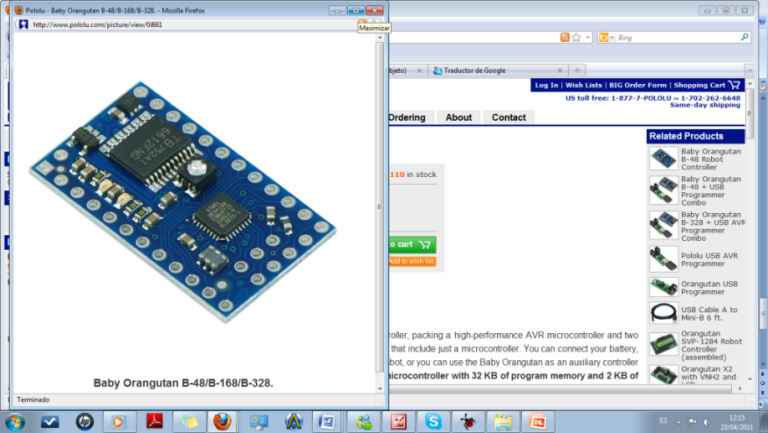 Pololu - Baby Orangutan B-48/B-168/B-328. - Mozilla Firefox
http://www.pololu.com/picture/view/0J661
Maximizar
Bing
bjeto)
Traductor de Google
Log In | Wish Lists | BIG Order Form | Shopping Cart
US toll free: 1-877-7-POLOLU ~ 1-702-262-6648
Same-day shipping
Ordering About Contact
110 in stock
o cart
Add to wish list
Related Products
Baby Orangutan
B-48 Robot
Controller
Baby Orangutan
B-48 + USB
Programmer
Combo
Baby Orangutan
B-328 + USB AVR
Programmer
Combo
Pololu USB AVR
Programmer
Orangutan USB
Programmer
USB Cable A to
Mini-B 6 ft.
Orangutan
SVP-1284 Robot
Controller
(assembled)
Orangutan X2
with VNH2 and
6612FNG
Baby Orangutan B-48/B-168/B-328.
roller, packing a high-performance AVR microcontroller and two
that include just a microcontroller. You can connect your battery,
bot, or you can use the Baby Orangutan as an auxiliary controller
icrocontroller with 32 KB of program memory and 2 KB of
Terminado
ES
12:15
23/04/2011